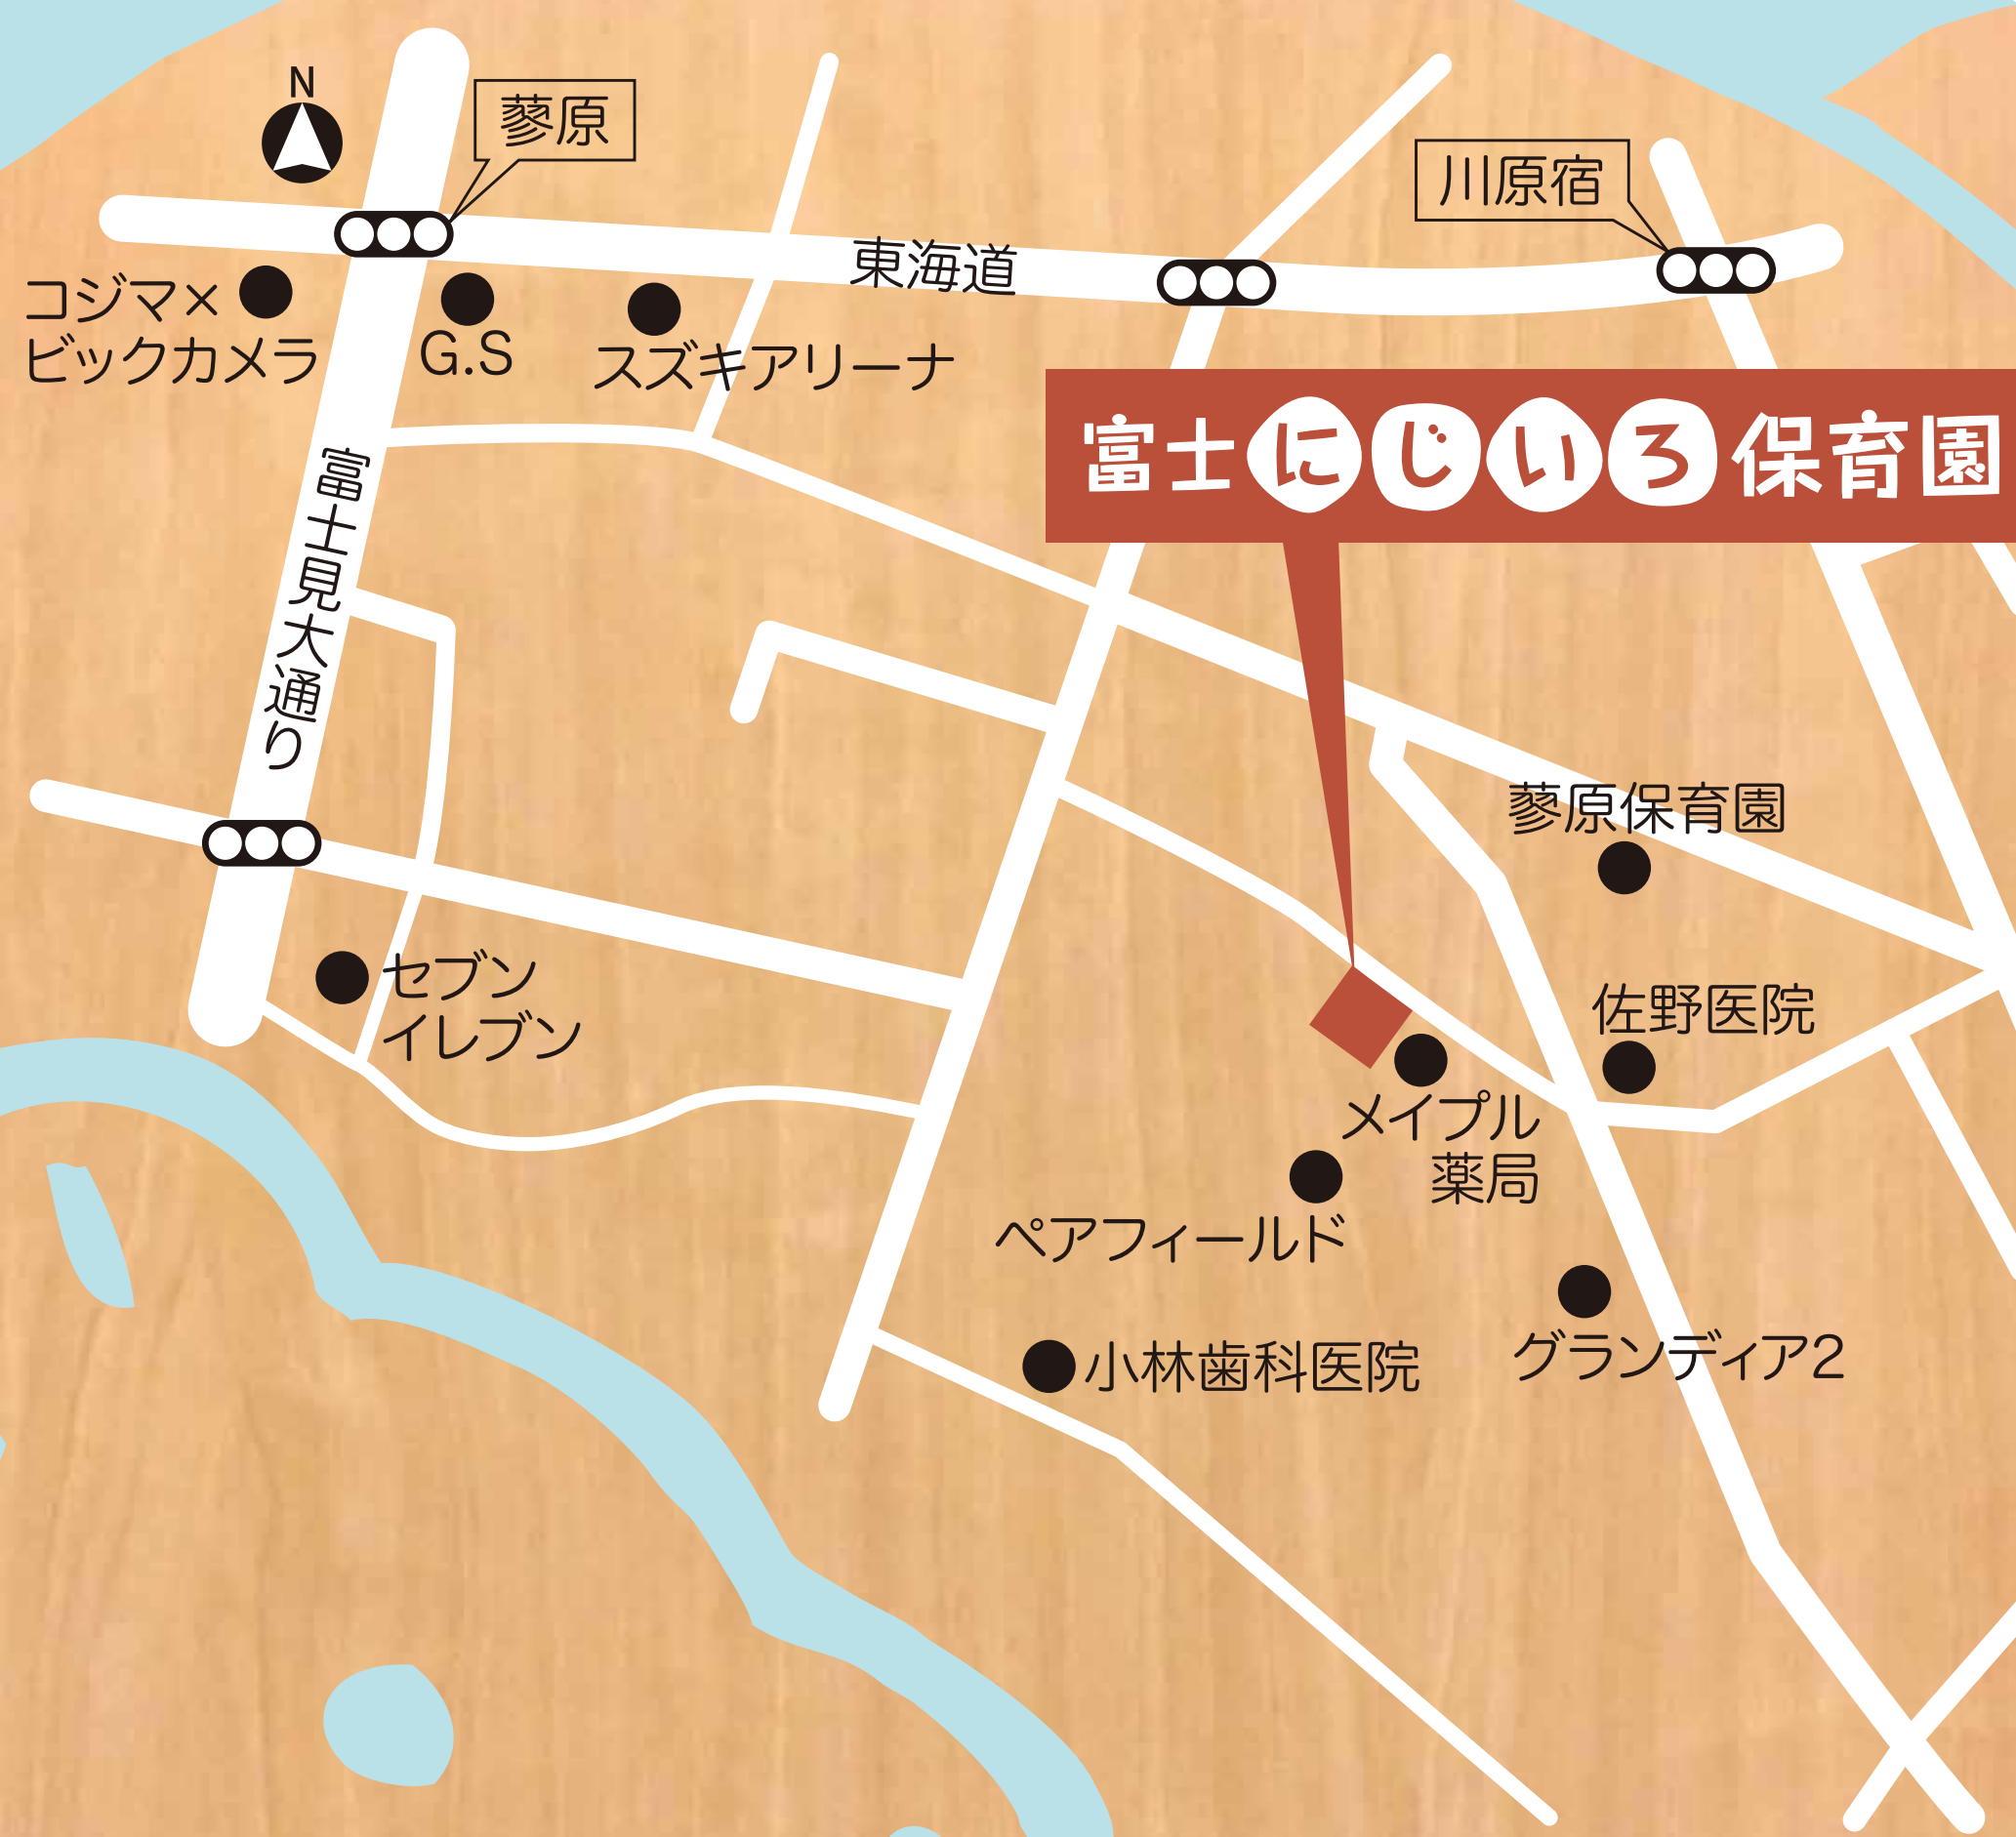 N
蓼原
川原宿
東海道
コジマ×
ビックカメラ
G.S
スズキアリーナ
富士にじいろ保育園
富士見大通り
蓼原保育園
セブン
イレブン
佐野医院
メイプル
薬局
ペアフィールド
小林歯科医院
グランディア2